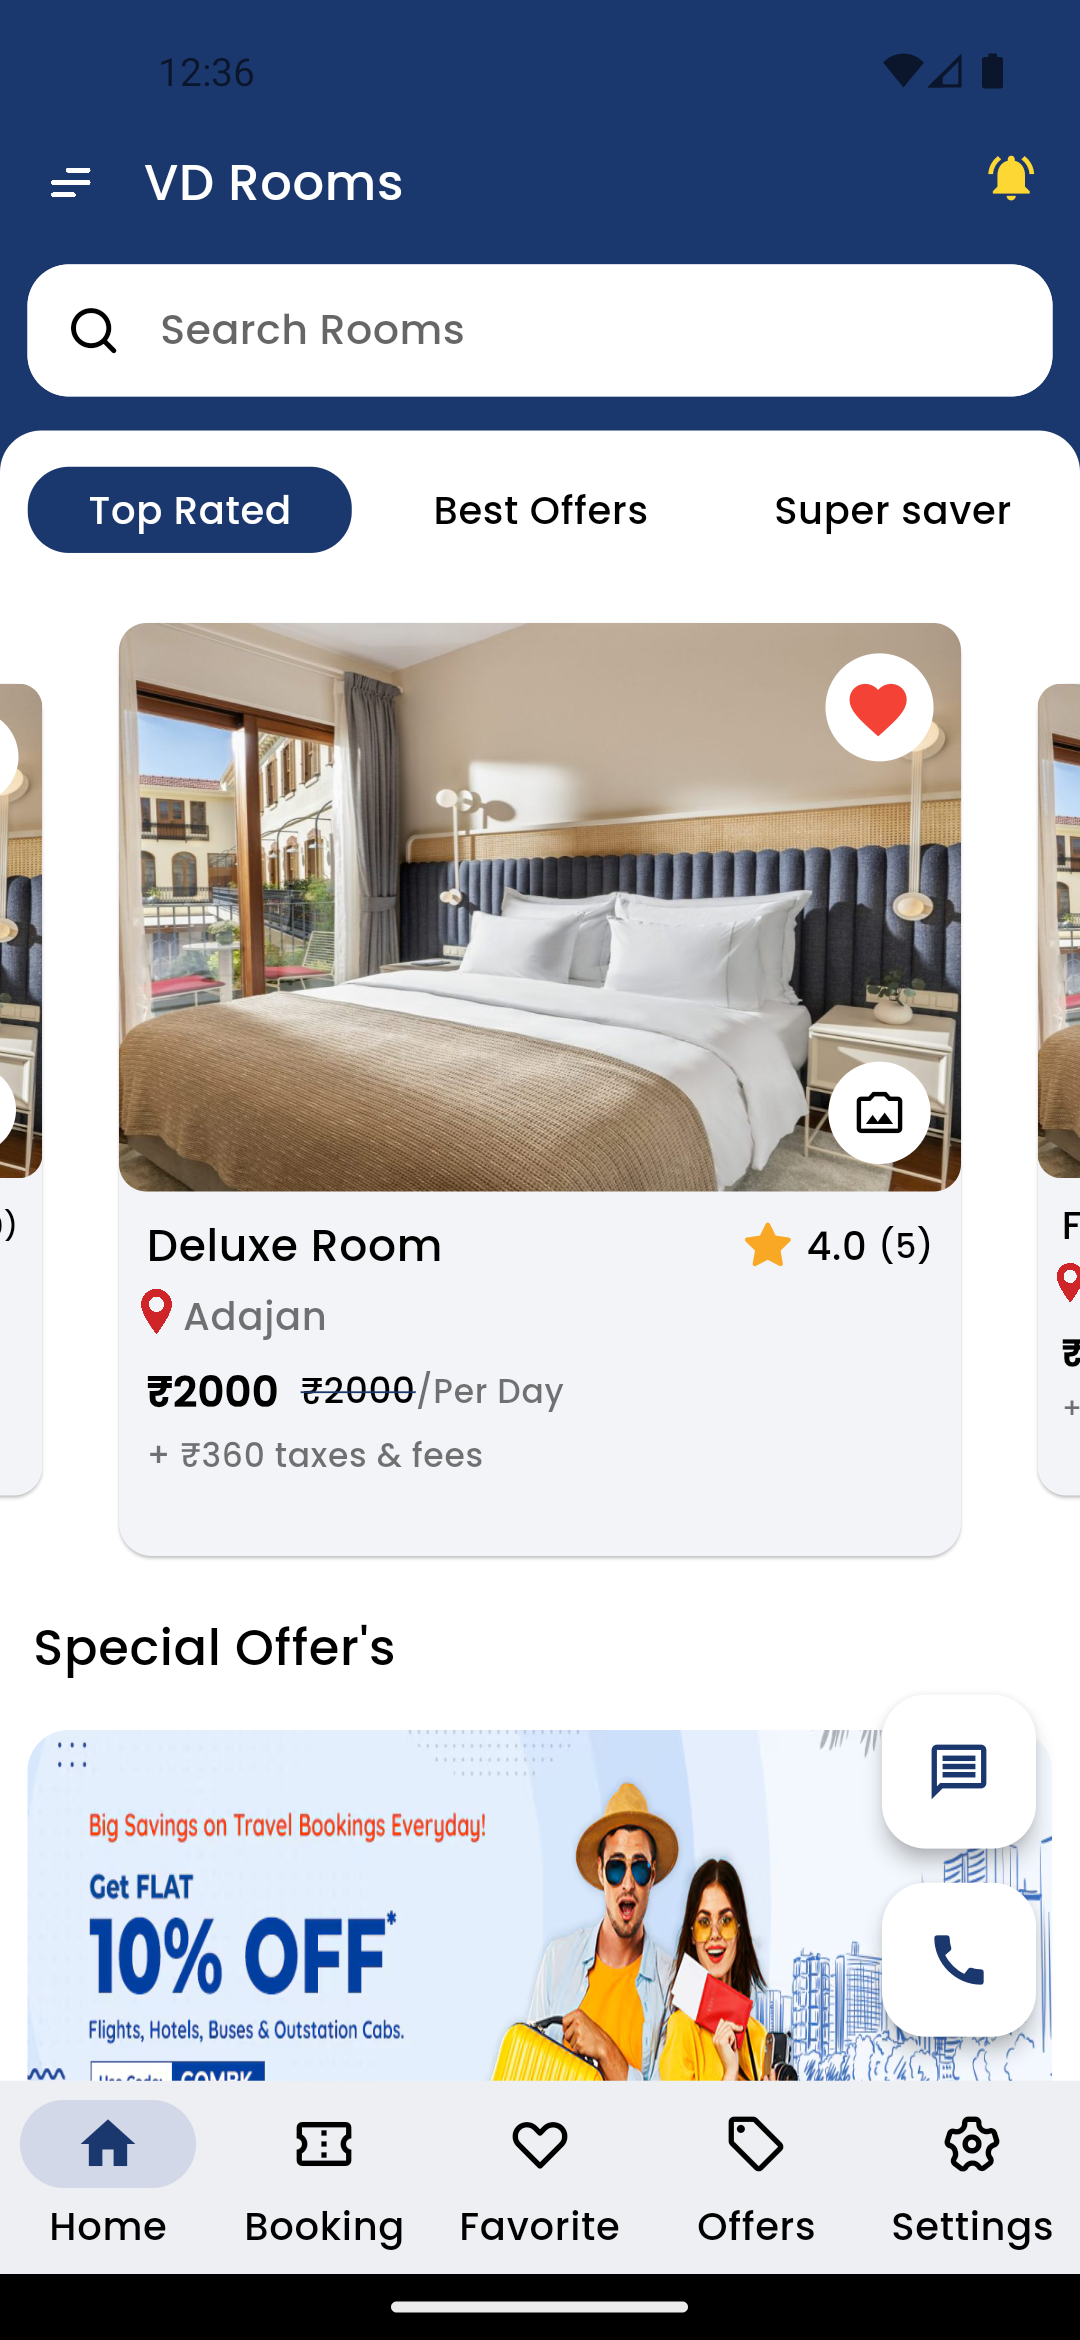 12:36
VD Rooms
Search Rooms
Top Rated Best Offers Super saver
Deluxe Room 4.0 (5)
Adajan
₹2000 ₹2000/Per Day
+ ₹360 taxes & fees
)
F
₹
+
Special Offer's
Big Savings on Travel Bookings Everyday!
Get FLAT
10% OFF*
Flights, Hotels, Buses & Outstation Cabs.
Home Booking Favorite Offers Settings